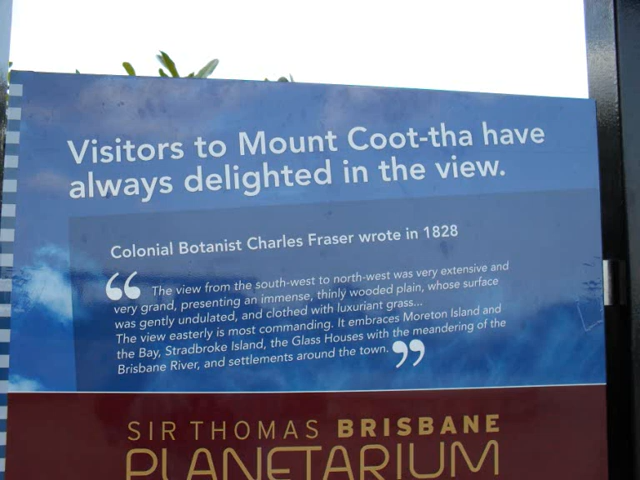 Visitors to Mount Coot-tha have
always delighted in the view.
Colonial Botanist Charles Fraser wrote in 1828
“ The view from the south-west to north-west was very extensive and
very grand, presenting an immense, thinly wooded plain, whose surface
was gently undulated, and clothed with luxuriant grass...
The view easterly is most commanding. It embraces Moreton Island and
the Bay, Stradbroke Island, the Glass Houses with the meandering of the
Brisbane River, and settlements around the town. ”
SIR THOMAS BRISBANE
PLANETARIUM